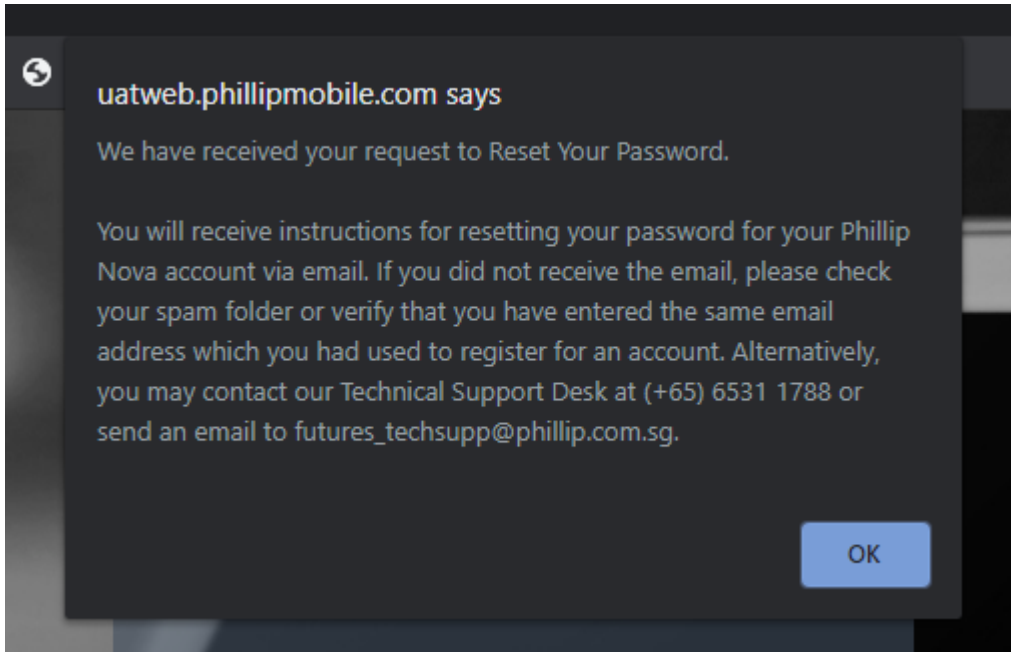 uatweb.phillipmobile.com says
We have received your request to Reset Your Password.
You will receive instructions for resetting your password for your Phillip
Nova account via email. If you did not receive the email, please check
your spam folder or verify that you have entered the same email
address which you had used to register for an account. Alternatively,
you may contact our Technical Support Desk at (+65) 6531 1788 or
send an email to futures_techsupp@phillip.com.sg.
OK